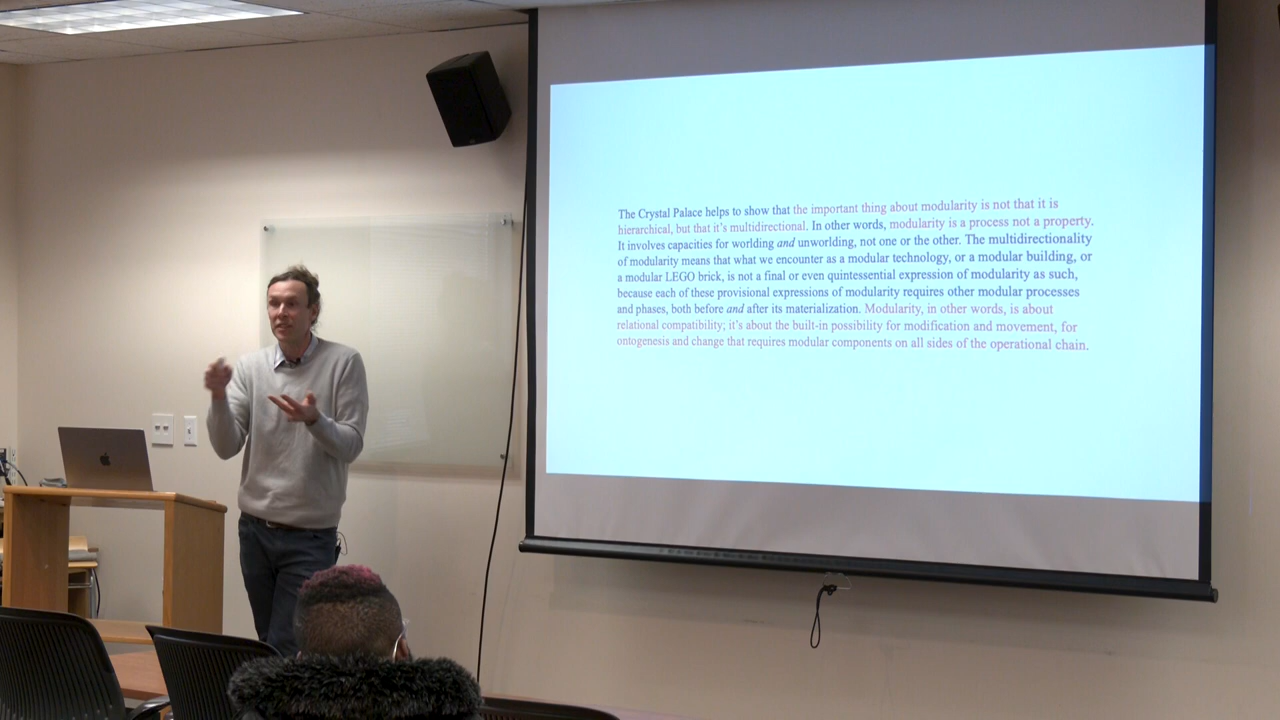 The Crystal Palace helps to show that the important thing about modularity is not that it is
hierarchical, but that it's multidirectional. In other words, modularity is a process not a property.
It involves capacities for worlding and unworlding, not one or the other. The multidirectionality
of modularity means that what we encounter as a modular technology, or a modular building, or
a modular LEGO brick, is not a final or even quintessential expression of modularity as such,
because each of these provisional expressions of modularity requires other modular processes
and phases, both before and after its materialization. Modularity, in other words, is about
relational compatibility; it's about the built-in possibility for modification and movement, for
ontogenesis and change that requires modular components on all sides of the operational chain.